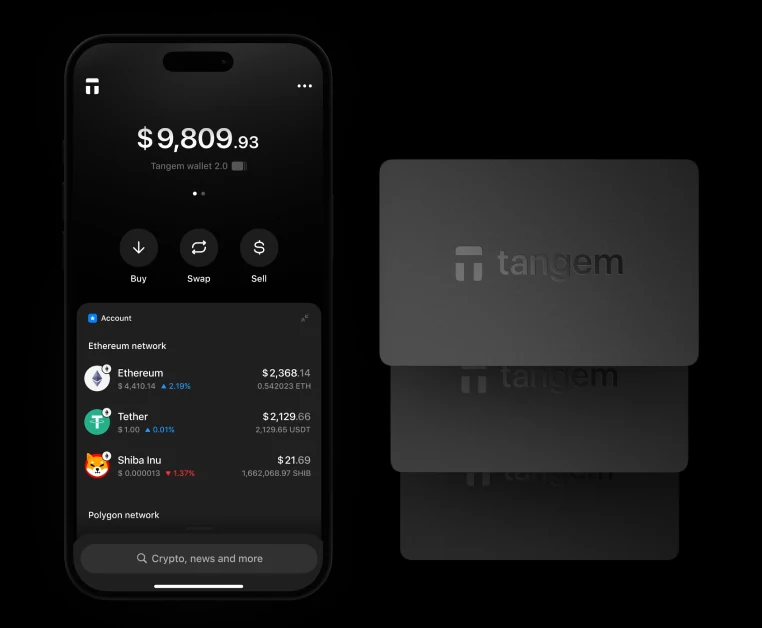 $9,809.93
Tangem wallet 2.0
Buy
Swap
Sell
Account
Ethereum network
Ethereum
$2,368.14
$ 4,410.14 ▲ 2.19%
0.542023 ETH
Tether
$2,129.66
$ 1.00 ▲ 0.01%
2,129.65 USDT
Shiba Inu
$21.69
$ 0.000013 ▼ 1.37%
1,662,068.97 SHIB
Polygon network
Crypto, news and more
tangem
tangem
tangem